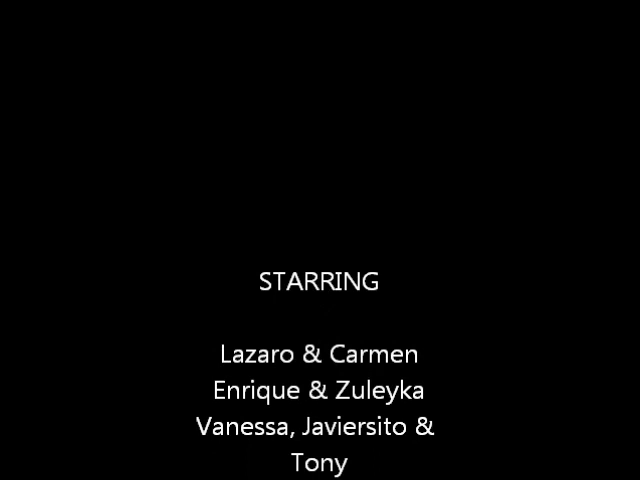 STARRING
Lazaro & Carmen
Enrique & Zuleyka
Vanessa, Javiersito &
Tony